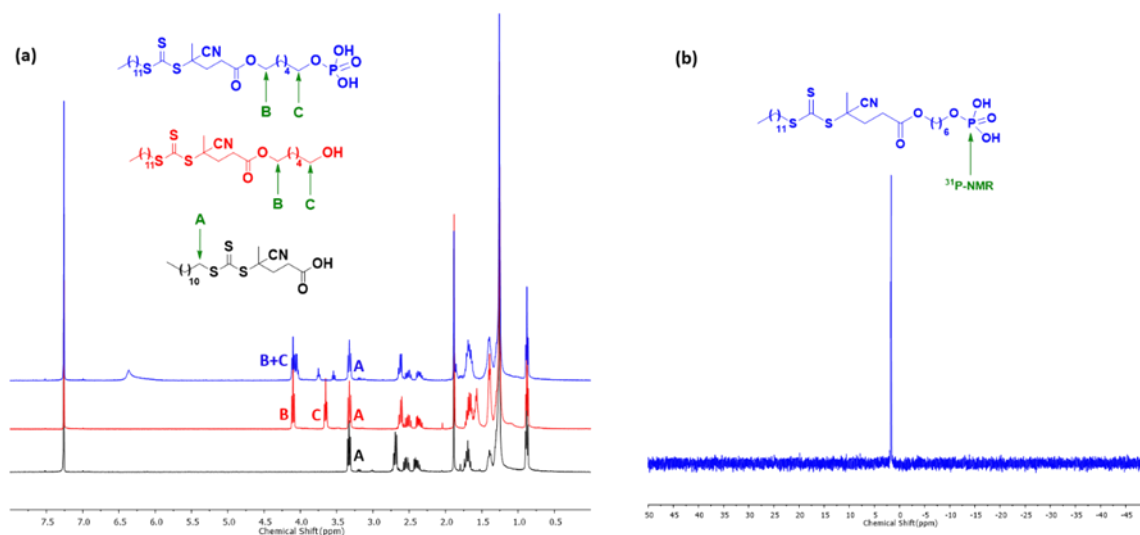 (a)
S
CN
( )
11
S
S
O
O
( )
4
O
P
OH
O
OH
B
C
S
CN
( )
11
S
S
O
O
( )
4
OH
B
C
A
S
CN
( )
10
S
S
OH
O
B+C
A
B
C
A
A
7.5 7.0 6.5 6.0 5.5 5.0 4.5 4.0 3.5 3.0 2.5 2.0 1.5 1.0 0.5
Chemical Shift(ppm)
(b)
S
CN
( )
11
S
S
O
O
( )
6
O
P
OH
O
OH
31P-NMR
50 45 40 35 30 25 20 15 10 5 0 -5 -10 -15 -20 -25 -30 -35 -40 -45
Chemical Shift(ppm)